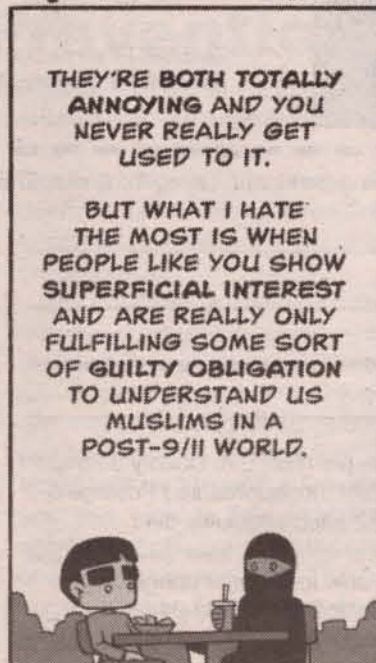 THEY'RE BOTH TOTALLY
ANNOYING AND YOU
NEVER REALLY GET
USED TO IT.
BUT WHAT I HATE
THE MOST IS WHEN
PEOPLE LIKE YOU SHOW
SUPERFICIAL INTEREST
AND ARE REALLY ONLY
FULFILLING SOME SORT
OF GUILTY OBLIGATION
TO UNDERSTAND US
MUSLIMS IN A
POST-9/11 WORLD.